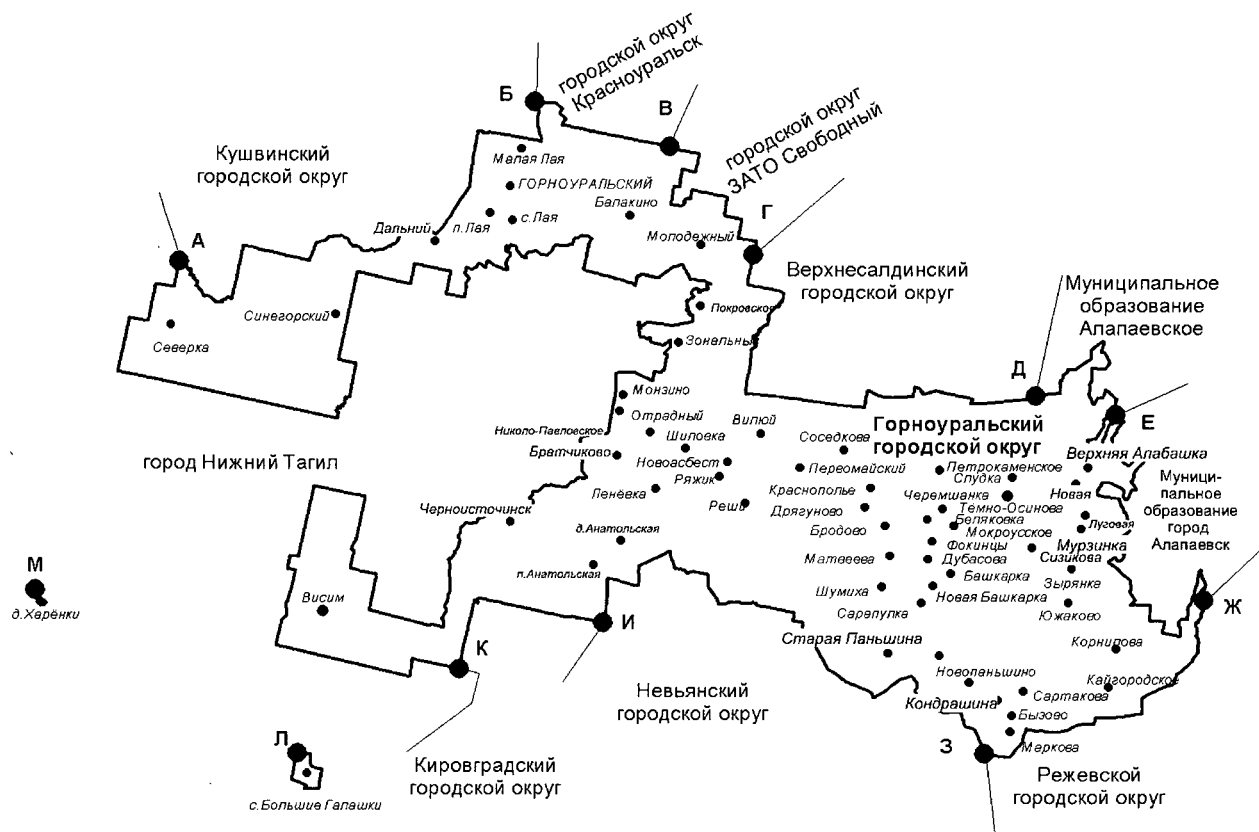 городской округ
Красноуральск
Б
В
городской округ
ЗАТО Свободный
Кушвинский
городской округ
Малая Лая
ГОРНОУРАЛЬСКИЙ
Балакино
Г
А
Дальний
п.Лая
с.Лая
Молодежный
Верхнесалдинский
городской округ
Муниципальное
образование
Алапаевское
Синегорский
Северка
Покровское
Зональный
Д
Монзино
Отрадный
Вилюй
Горноуральский
городской округ
Е
Николо-Павловское
Шиловка
Соседкова
Братчиково
Новоасбест
Первомайский
Петрокаменское
Верхняя Алабашка
город Нижний Тагил
Ряжик
Слудка
Муници-
пальное
образование
город
Алапаевск
Ленёвка
Краснополье
Черемшанка
Новая
Реши
Дрягуново
Тёмно-Осинова
Черноисточинск
Беляковка
Луговая
д.Анатольская
Бродово
Мокроусское
Фокинцы
Мурзинка
Матвеева
Дубасова
Сизикова
п.Анатольская
Башкарка
Зырянка
М
д.Харёнки
Висим
Шумиха
Новая Башкарка
Сарапулка
Южаково
Ж
И
Старая Паньшина
Корнилова
К
Новопаньшино
Кайгородское
Невьянский
городской округ
Сартакова
Кондрашина
Бызово
Л
З
Маркова
Кировградский
городской округ
Режевской
городской округ
с.Большие Галашки